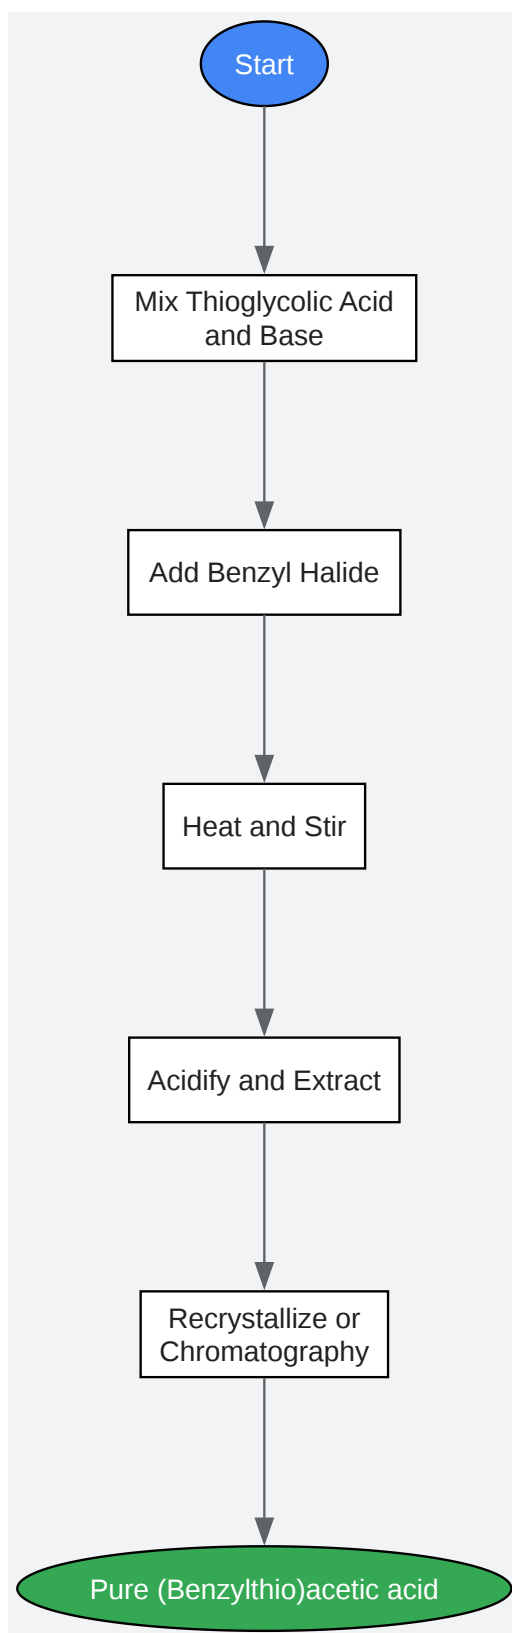 Start
Mix Thioglycolic Acid
and Base
Add Benzyl Halide
Heat and Stir
Acidify and Extract
Recrystallize or
Chromatography
Pure (Benzylthio)acetic acid